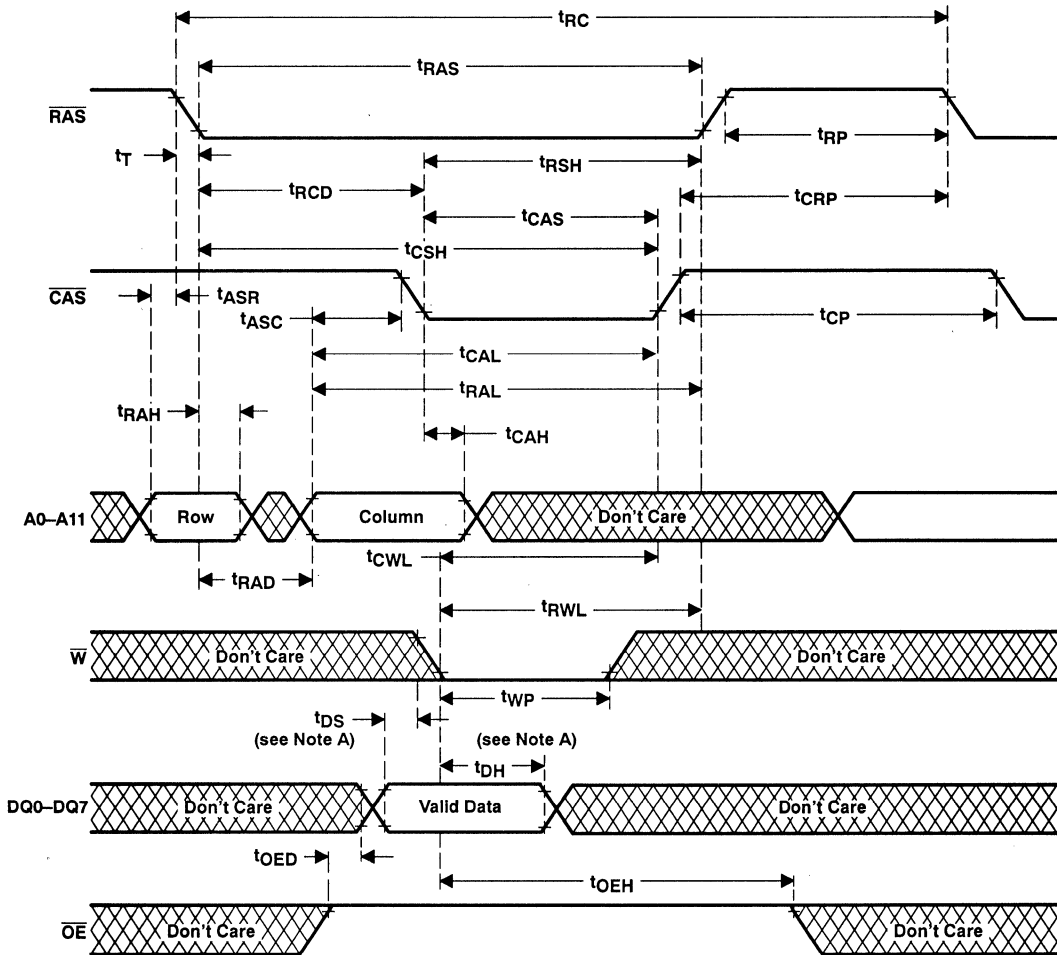 tRC
tRAS
RAS
tRP
tT
tRSH
tRCD
tCRP
tCAS
tCSH
CAS
tASR
tASC
tCP
tCAL
tRAL
tRAH
tCAH
A0–A11
Row
Column
Don't Care
tCWL
tRAD
tRWL
W
Don't Care
Don't Care
tWP
tDS
(see Note A)
(see Note A)
tDH
DQ0–DQ7
Don't Care
Valid Data
Don't Care
tOED
tOEH
OE
Don't Care
Don't Care